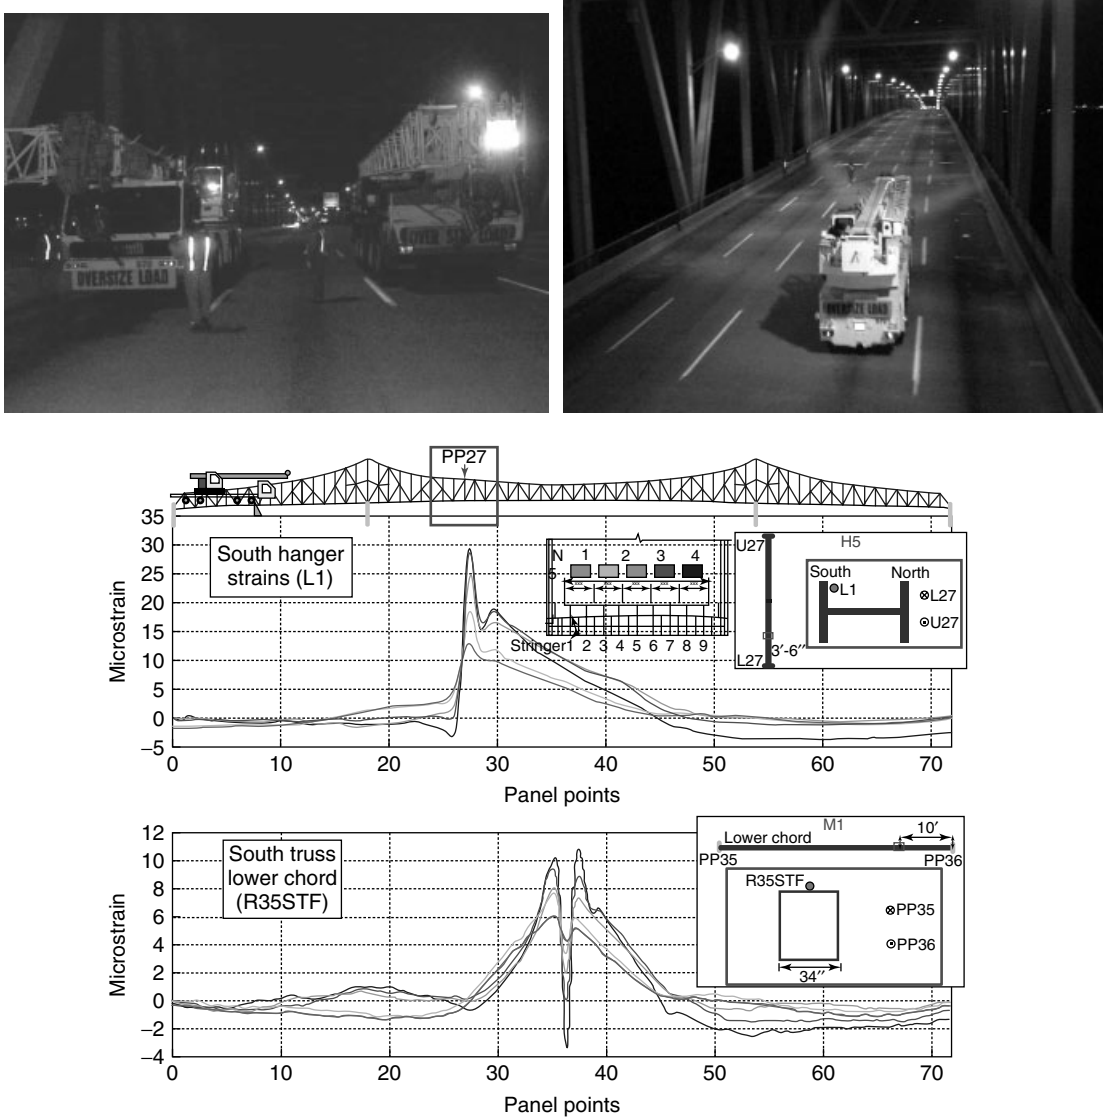 OVERSIZE LOAD
OVERSIZE LOAD
PP27
35
30
25
20
15
10
5
0
−5
Microstrain
South hanger
strains (L1)
N 1 2 3 4
Stringer1 2 3 4 5 6 7 8 9
U27
L27
3′-6″
H5
South North
L1
L27
U27
0 10 20 30 40 50 60 70
Panel points
12
10
8
6
4
2
0
−2
−4
Microstrain
South truss
lower chord
(R35STF)
M1
10′
Lower chord
PP35 PP36
R35STF
PP35
PP36
34″
0 10 20 30 40 50 60 70
Panel points